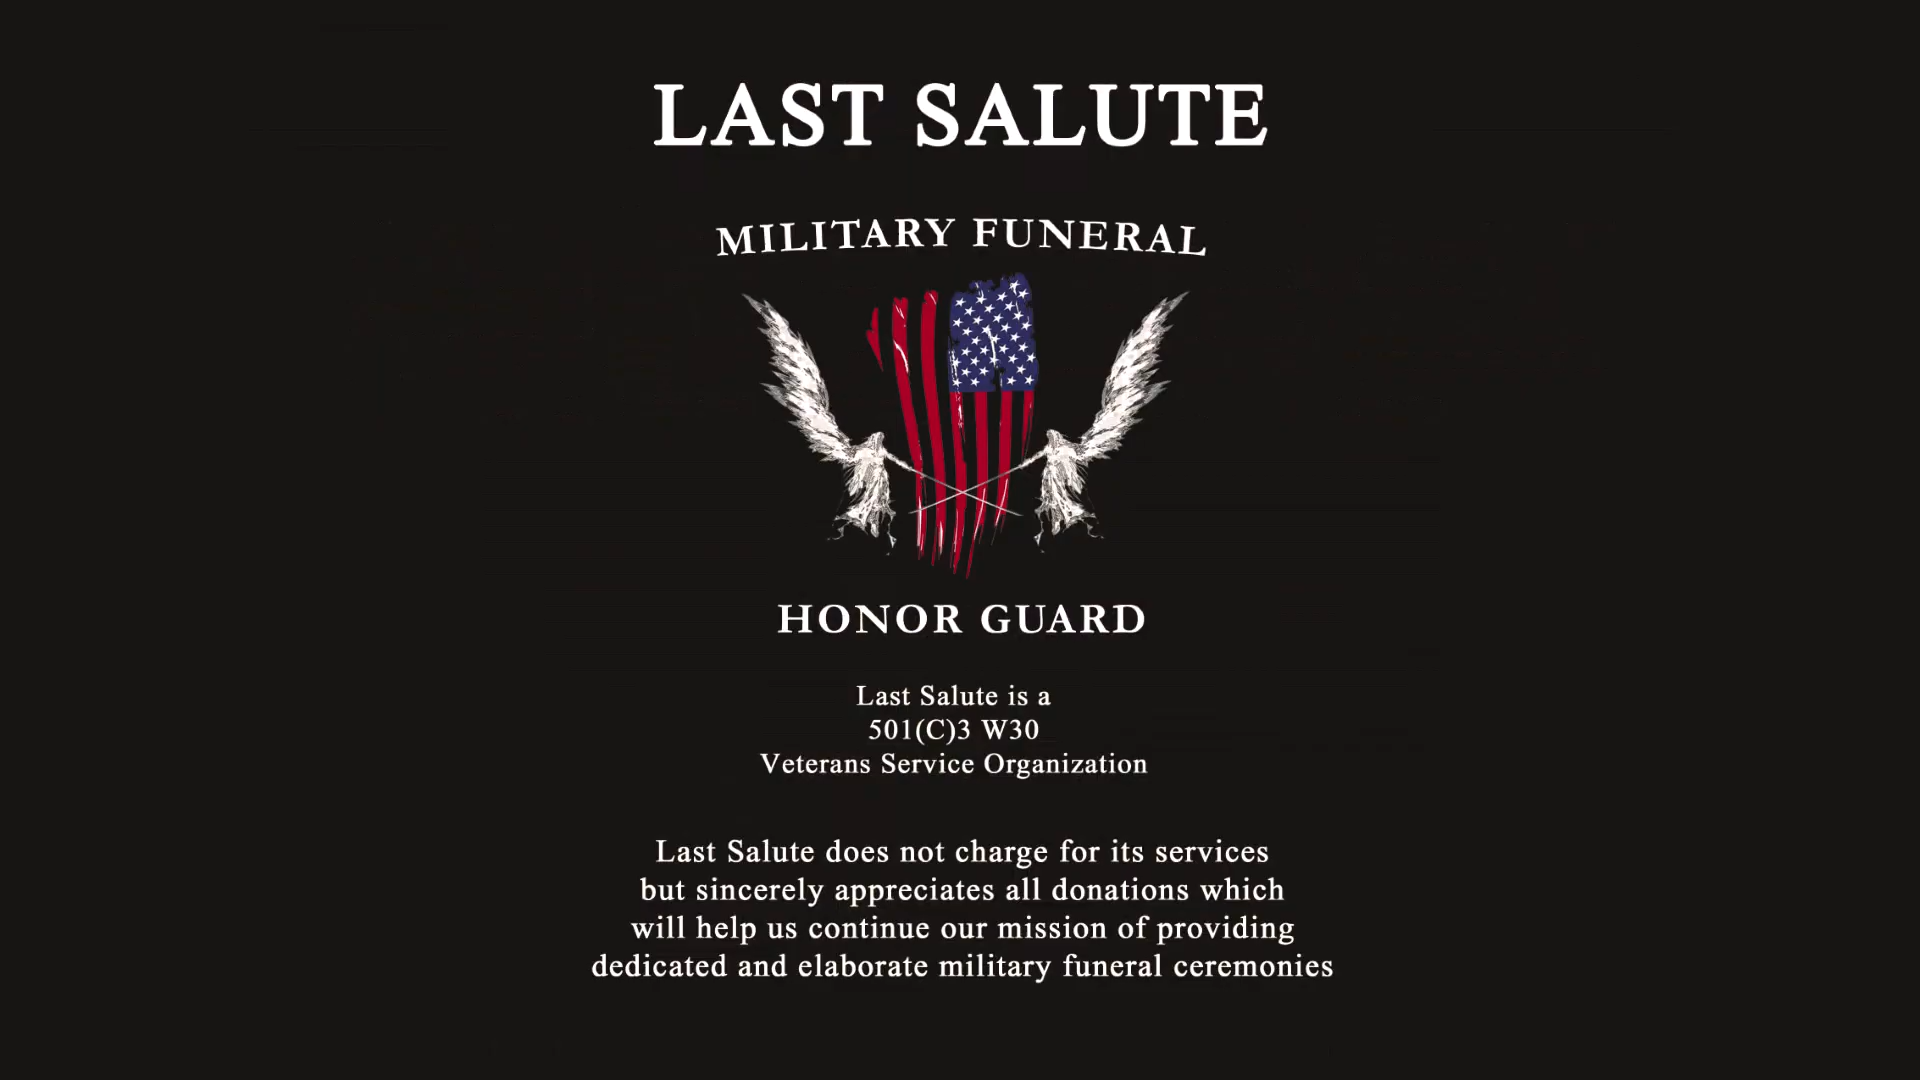 LAST SALUTE
MILITARY FUNERAL
HONOR GUARD
Last Salute is a
501(C)3 W30
Veterans Service Organization
Last Salute does not charge for its services
but sincerely appreciates all donations which
will help us continue our mission of providing
dedicated and elaborate military funeral ceremonies